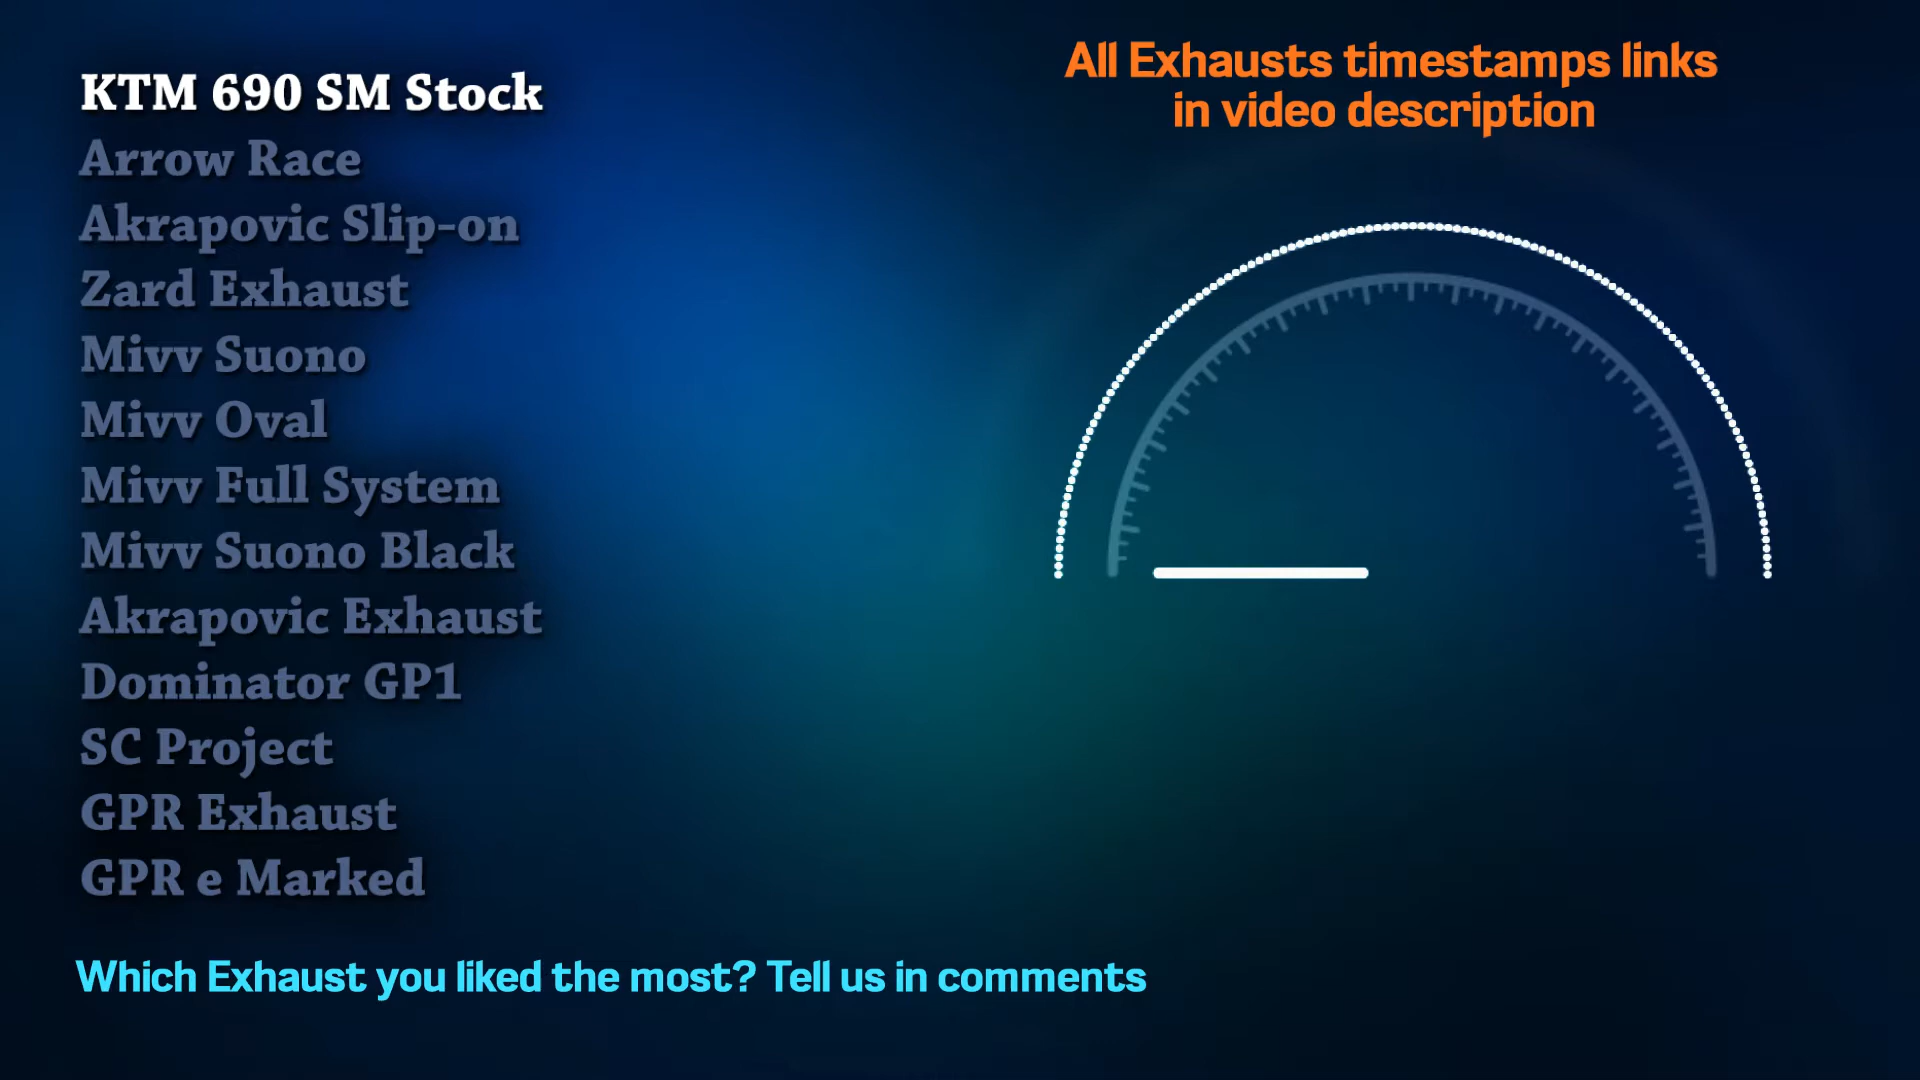 KTM 690 SM Stock
Arrow Race
Akrapovic Slip-on
Zard Exhaust
Mivv Suono
Mivv Oval
Mivv Full System
Mivv Suono Black
Akrapovic Exhaust
Dominator GP1
SC Project
GPR Exhaust
GPR e Marked
All Exhausts timestamps links
in video description
Which Exhaust you liked the most? Tell us in comments